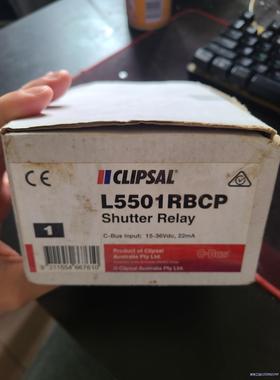 CLIPSAL
L5501RBCP
Shutter Relay
C-Bus Input: 15-36Vdc, 22mA
1
Product of Clipsal
Australia Pty Ltd.
C-Bus
© Clipsal Australia Pty Ltd.